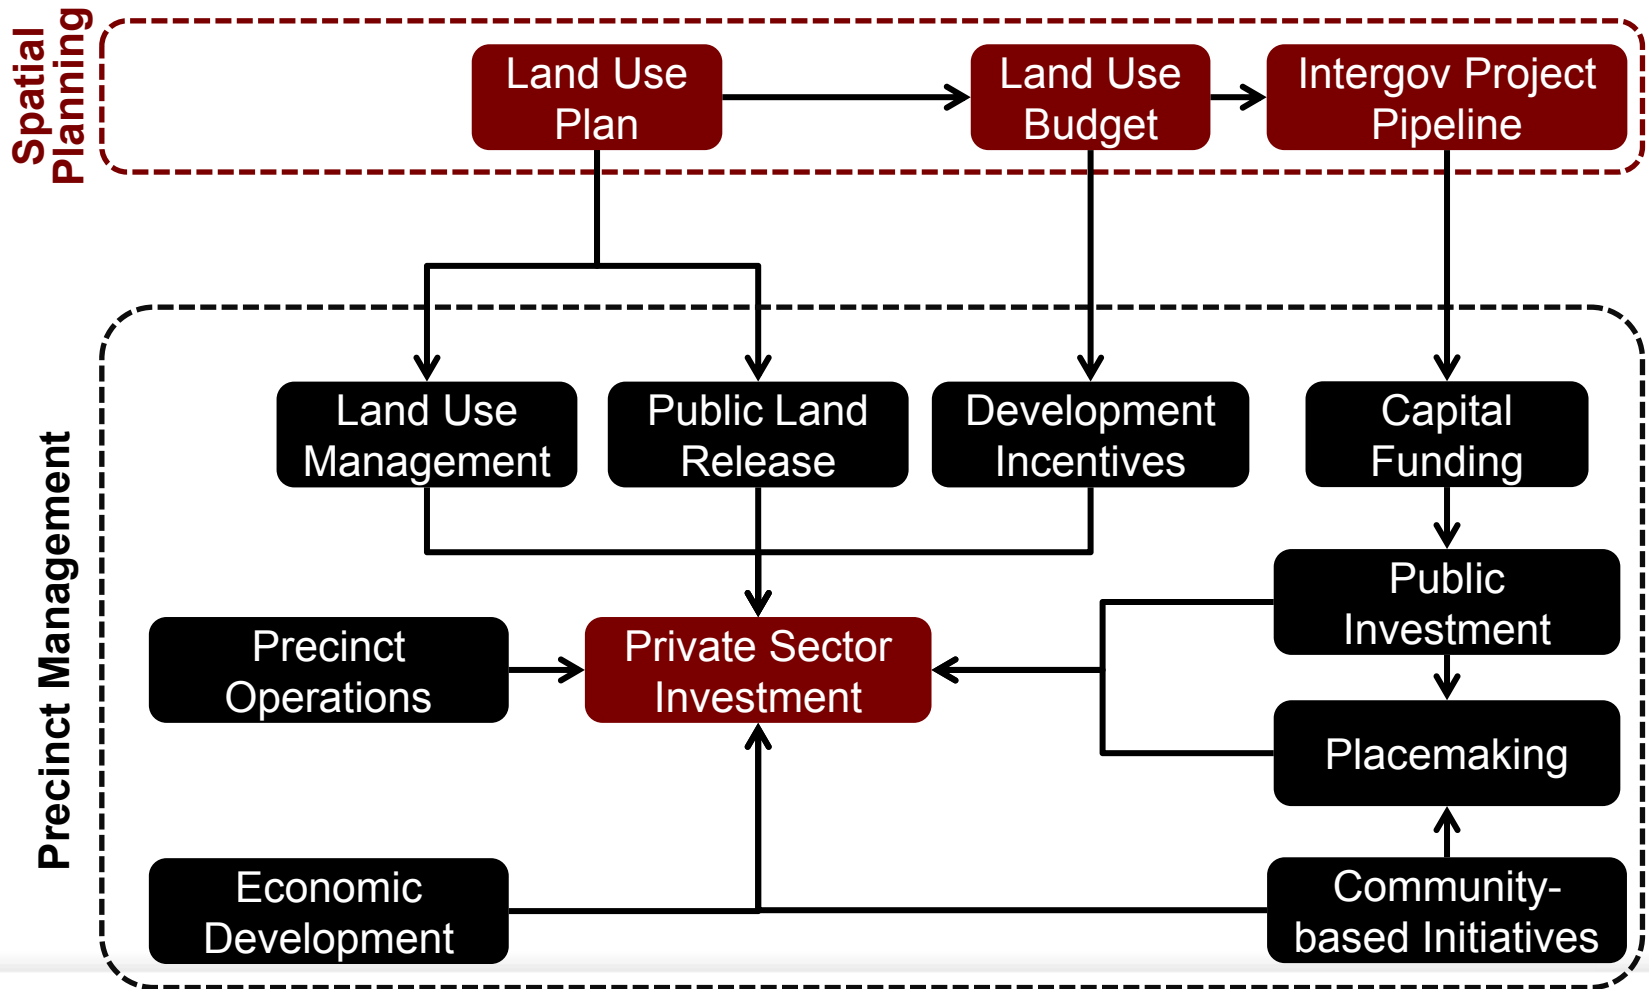 Spatial
Planning
Land Use
Plan
Land Use
Budget
Intergov Project
Pipeline
Precinct Management
Land Use
Management
Public Land
Release
Development
Incentives
Capital
Funding
Public
Investment
Precinct
Operations
Private Sector
Investment
Placemaking
Economic
Development
Community-
based Initiatives